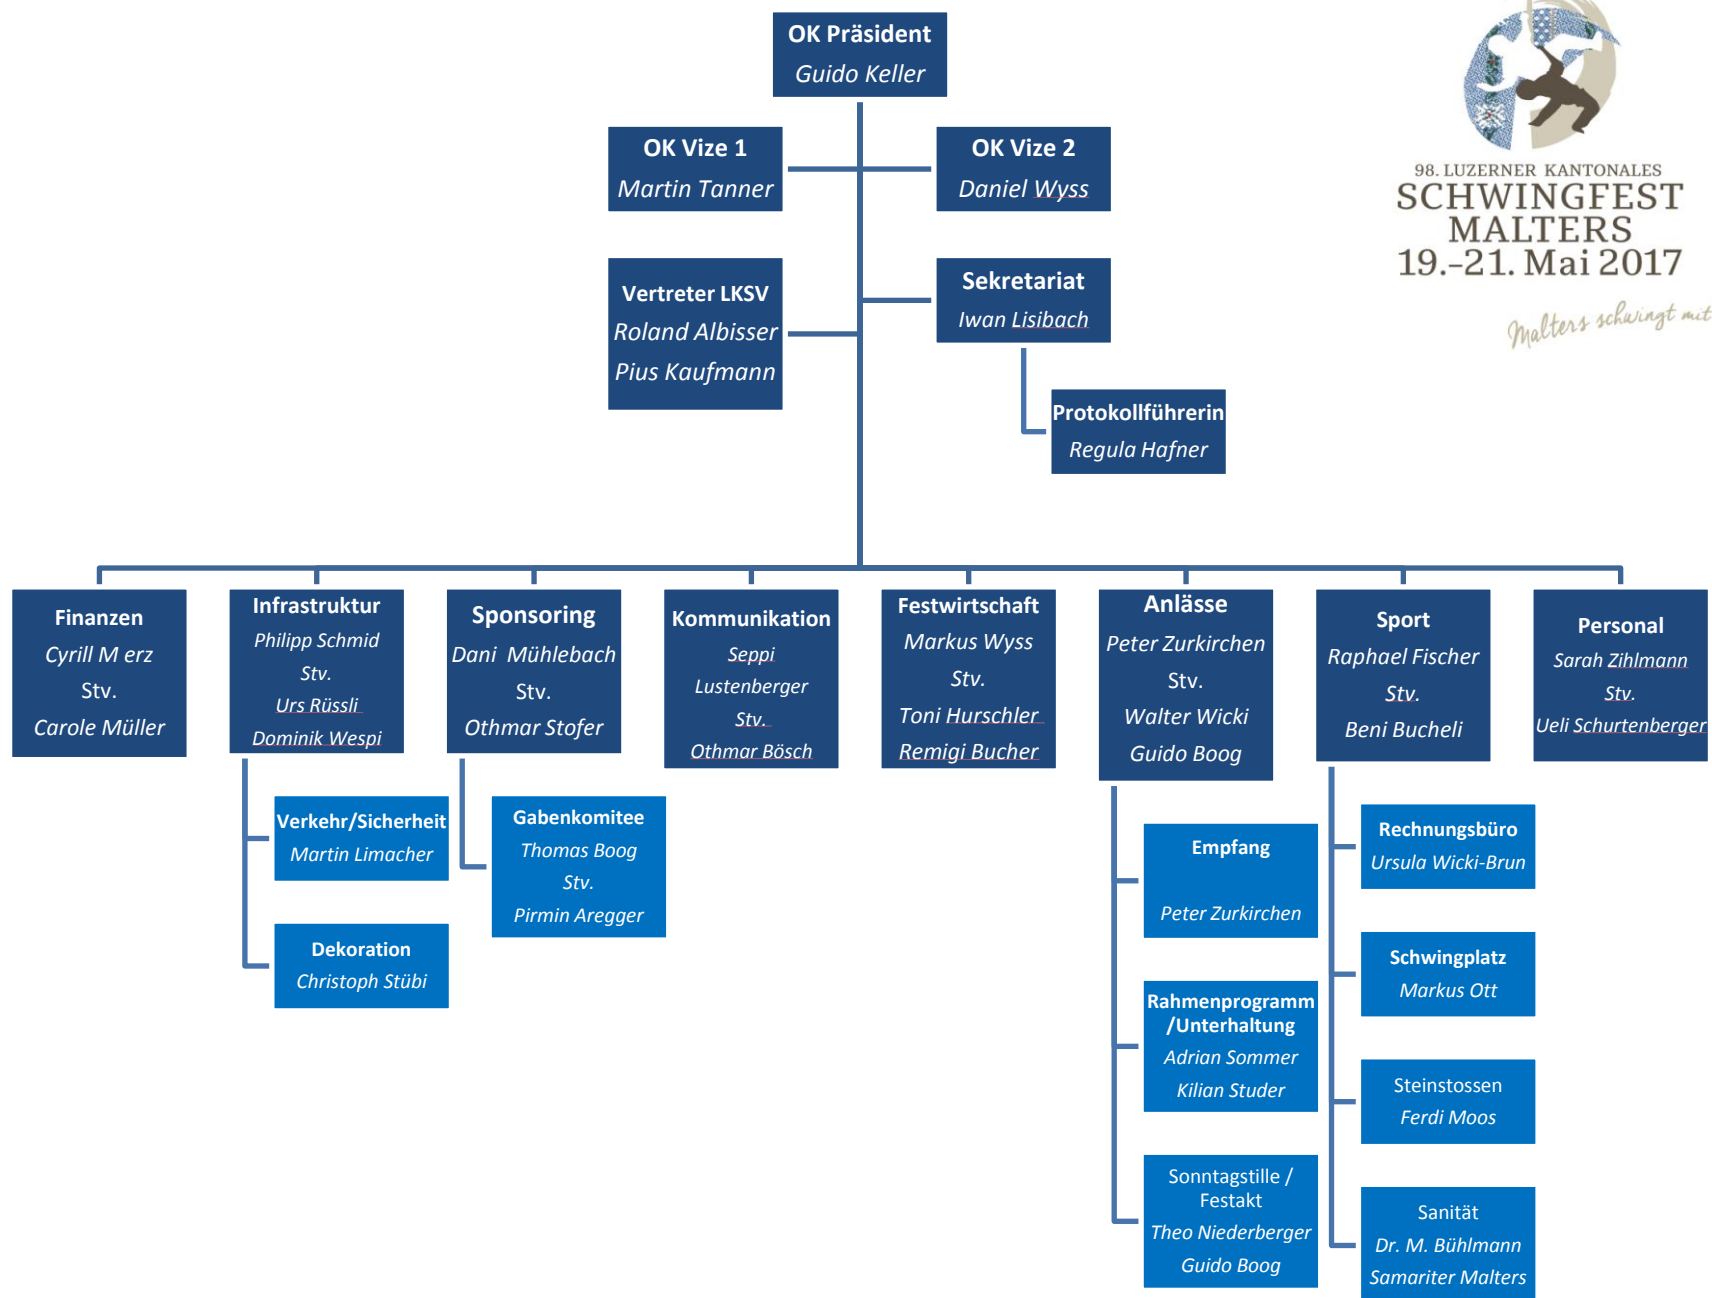 OK Präsident
Guido Keller
OK Vize 1
Martin Tanner
OK Vize 2
Daniel Wyss
98. LUZERNER KANTONALES
SCHWINGFEST
MALTERS
19.-21. Mai 2017
Malters schwingt mit
Vertreter LKSV
Roland Albisser
Pius Kaufmann
Sekretariat
Iwan Lisibach
Protokollführerin
Regula Hafner
Finanzen
Cyrill M erz
Stv.
Carole Müller
Infrastruktur
Philipp Schmid
Stv.
Urs Rüssli
Dominik Wespi
Sponsoring
Dani Mühlebach
Stv.
Othmar Stofer
Kommunikation
Seppi
Lustenberger
Stv.
Othmar Bösch
Festwirtschaft
Markus Wyss
Stv.
Toni Hurschler
Remigi Bucher
Anlässe
Peter Zurkirchen
Stv.
Walter Wicki
Guido Boog
Sport
Raphael Fischer
Stv.
Beni Bucheli
Personal
Sarah Zihlmann
Stv.
Ueli Schurtenberger
Verkehr/Sicherheit
Martin Limacher
Dekoration
Christoph Stübi
Gabenkomitee
Thomas Boog
Stv.
Pirmin Aregger
Empfang
Peter Zurkirchen
Rahmenprogramm
/Unterhaltung
Adrian Sommer
Kilian Studer
Sonntagstille /
Festakt
Theo Niederberger
Guido Boog
Rechnungsbüro
Ursula Wicki-Brun
Schwingplatz
Markus Ott
Steinstossen
Ferdi Moos
Sanität
Dr. M. Bühlmann
Samariter Malters